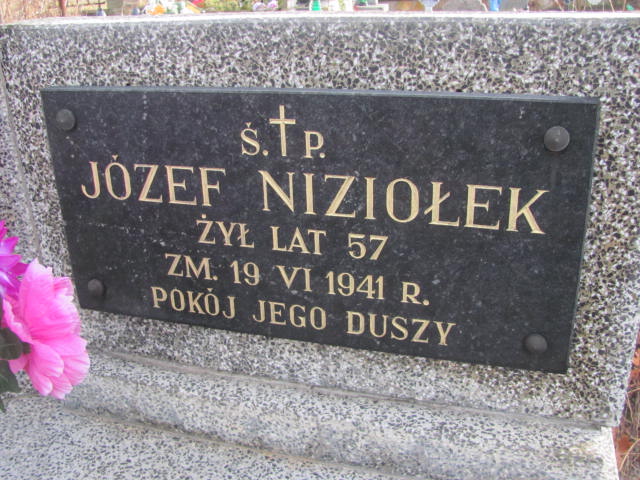 Ś.†P.
JÓZEF NIZIOŁEK
ŻYŁ LAT 57
ZM. 19 VI 1941 R.
POKÓJ JEGO DUSZY